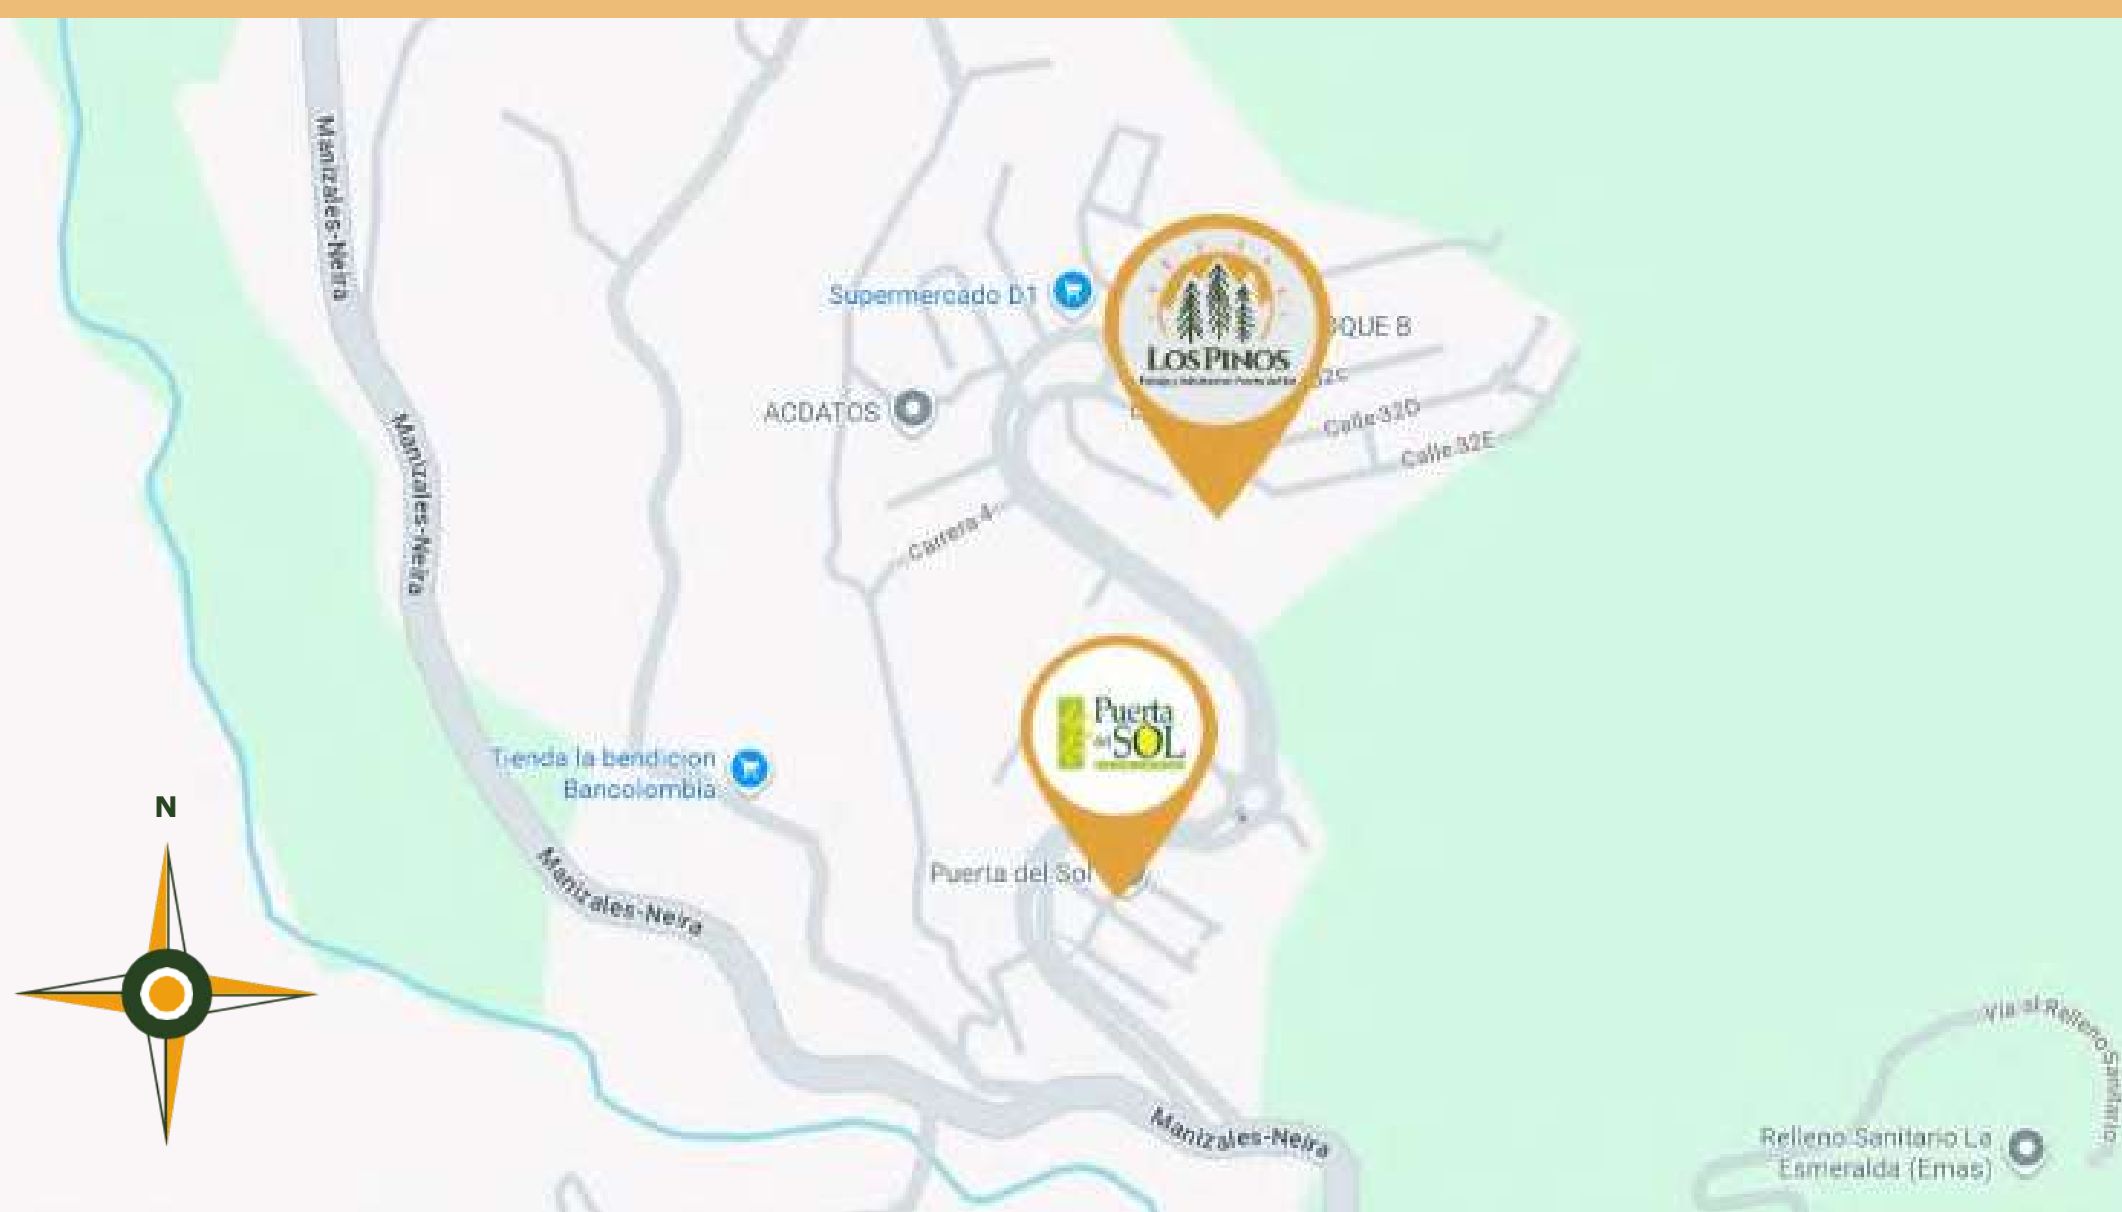 Manizales-Neira
Supermercado D1
LOS PINOS
QUE B
32C
ACDATOS
Calle 32D
Calle 32E
Manizales-Neira
Carrera 4
Puerta
del SOL
Tienda la bendicion
Bancolombia
N
Puerta del Sol
Manizales-Neira
Via al Relleno Sanitario
Manizales-Neira
Relleno Sanitario La
Esmeralda (Emas)